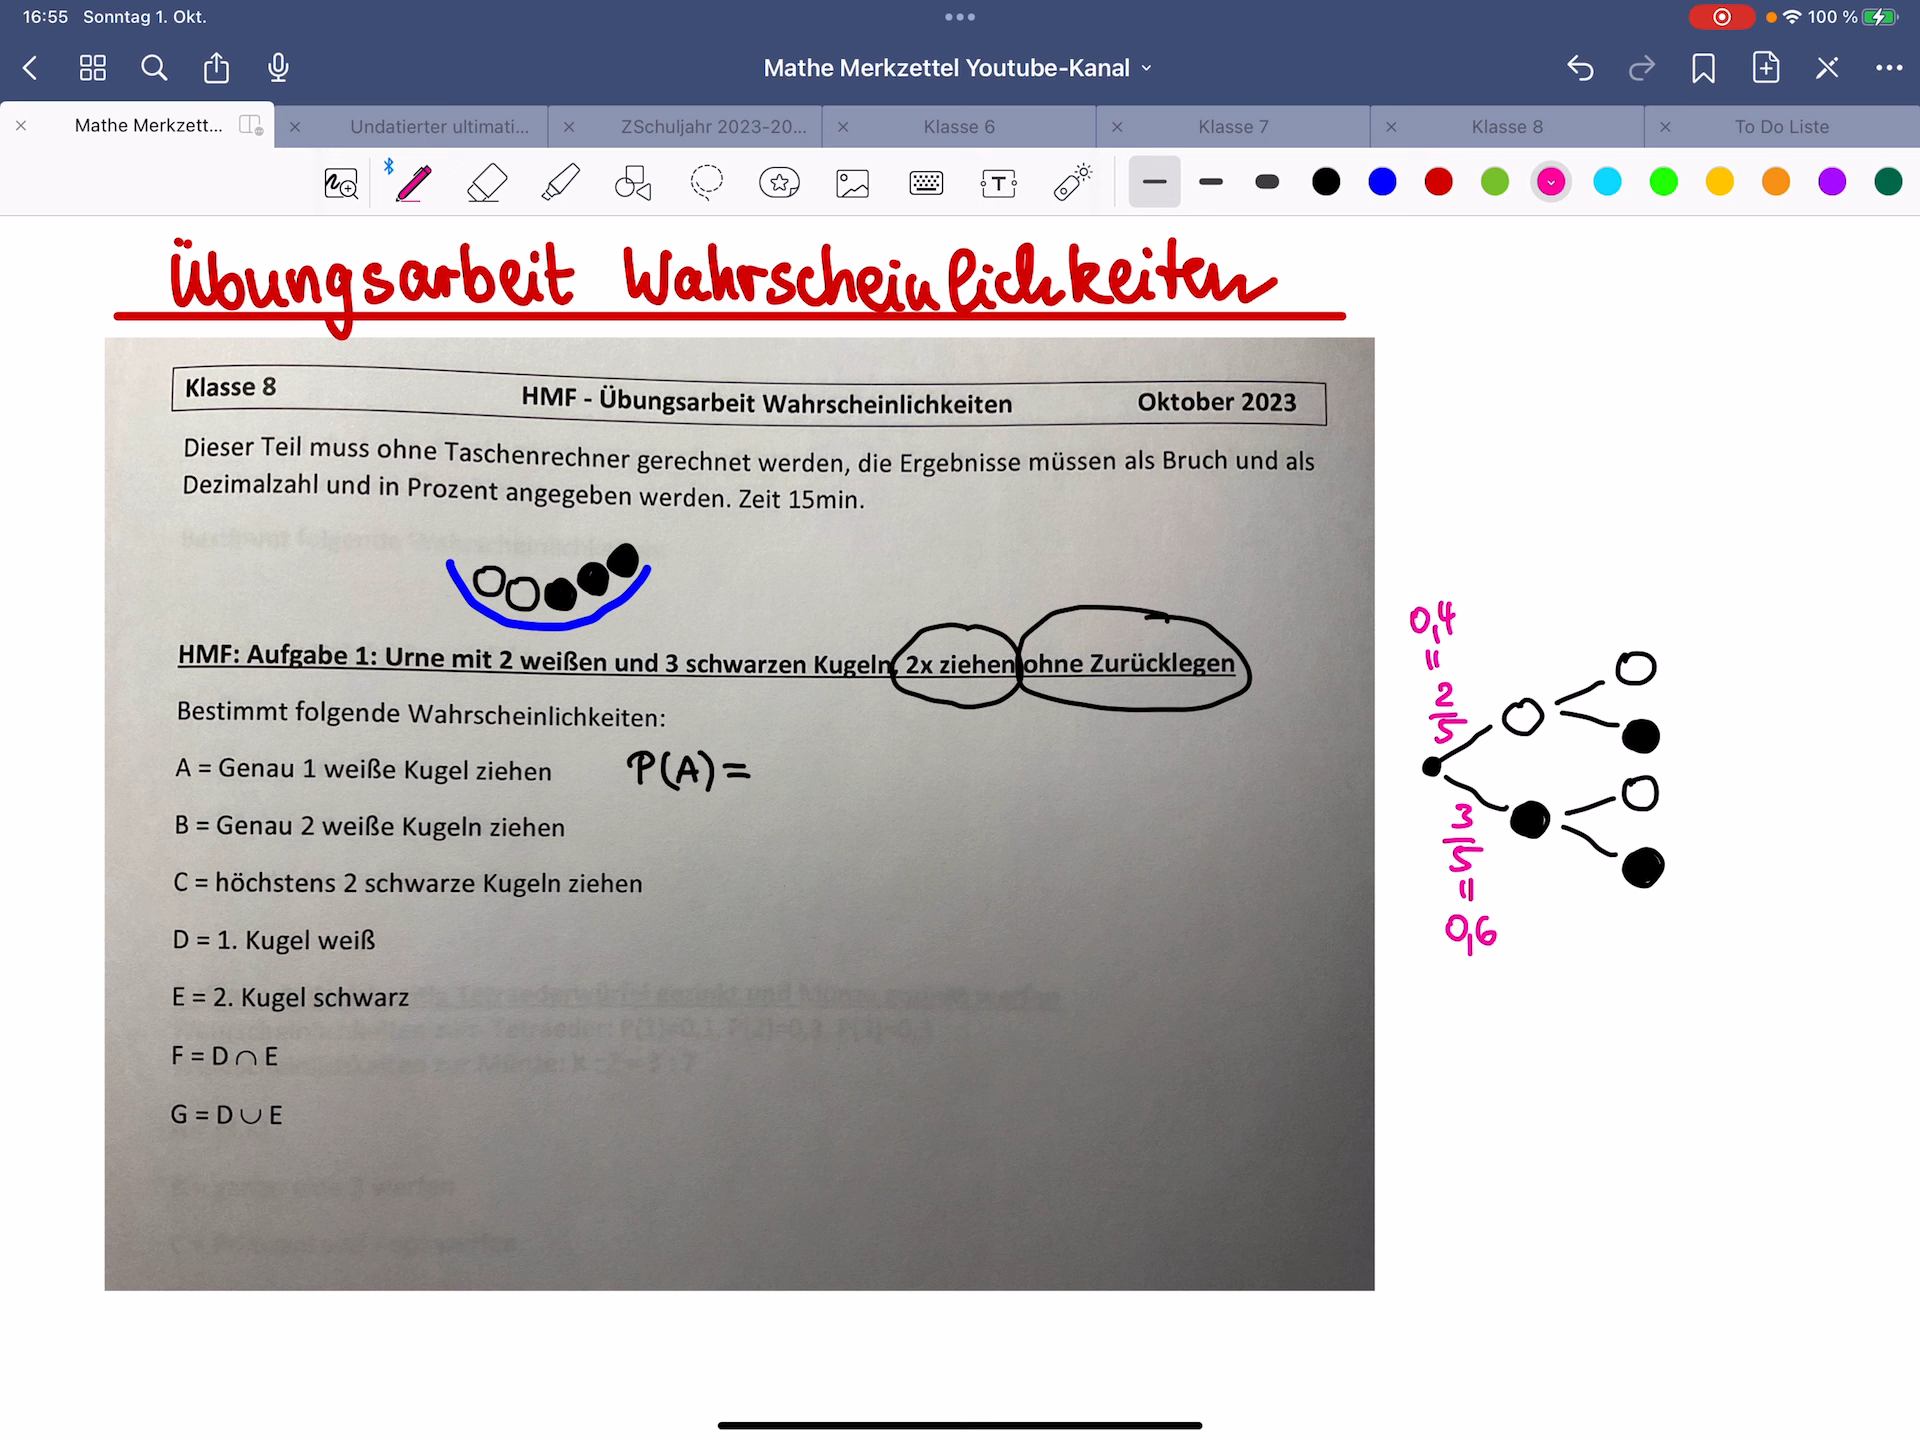 16:55 Sonntag 1. Okt.
100 %
Mathe Merkzettel Youtube-Kanal
Mathe Merkzett...
Undatierter ultimati...
ZSchuljahr 2023-20...
Klasse 6
Klasse 7
Klasse 8
To Do Liste
T
Übungsarbeit Wahrscheinlichkeiten
Klasse 8 HMF - Übungsarbeit Wahrscheinlichkeiten Oktober 2023
Dieser Teil muss ohne Taschenrechner gerechnet werden, die Ergebnisse müssen als Bruch und als
Dezimalzahl und in Prozent angegeben werden. Zeit 15min.
HMF: Aufgabe 1: Urne mit 2 weißen und 3 schwarzen Kugeln, 2x ziehen ohne Zurücklegen
Bestimmt folgende Wahrscheinlichkeiten:
A = Genau 1 weiße Kugel ziehen P(A) =
B = Genau 2 weiße Kugeln ziehen
C = höchstens 2 schwarze Kugeln ziehen
D = 1. Kugel weiß
E = 2. Kugel schwarz
F = D ∩ E
G = D ∪ E
0,4 = 2/5
3/5 = 0,6